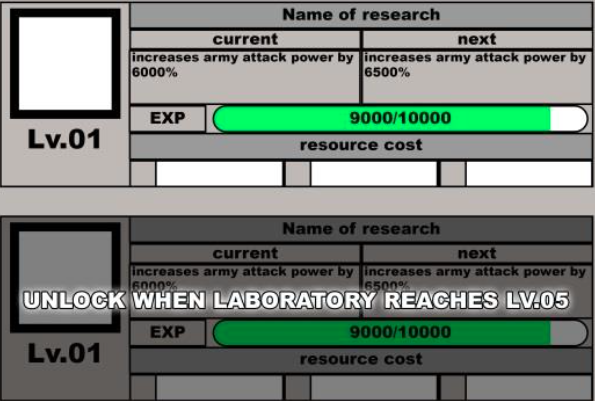 Name of research
current next
increases army attack power by 6000% increases army attack power by 6500%
EXP 9000/10000
Lv.01
resource cost
Name of research
current next
increases army attack power by 6000% increases army attack power by 6500%
UNLOCK WHEN LABORATORY REACHES LV.05
EXP 9000/10000
Lv.01
resource cost